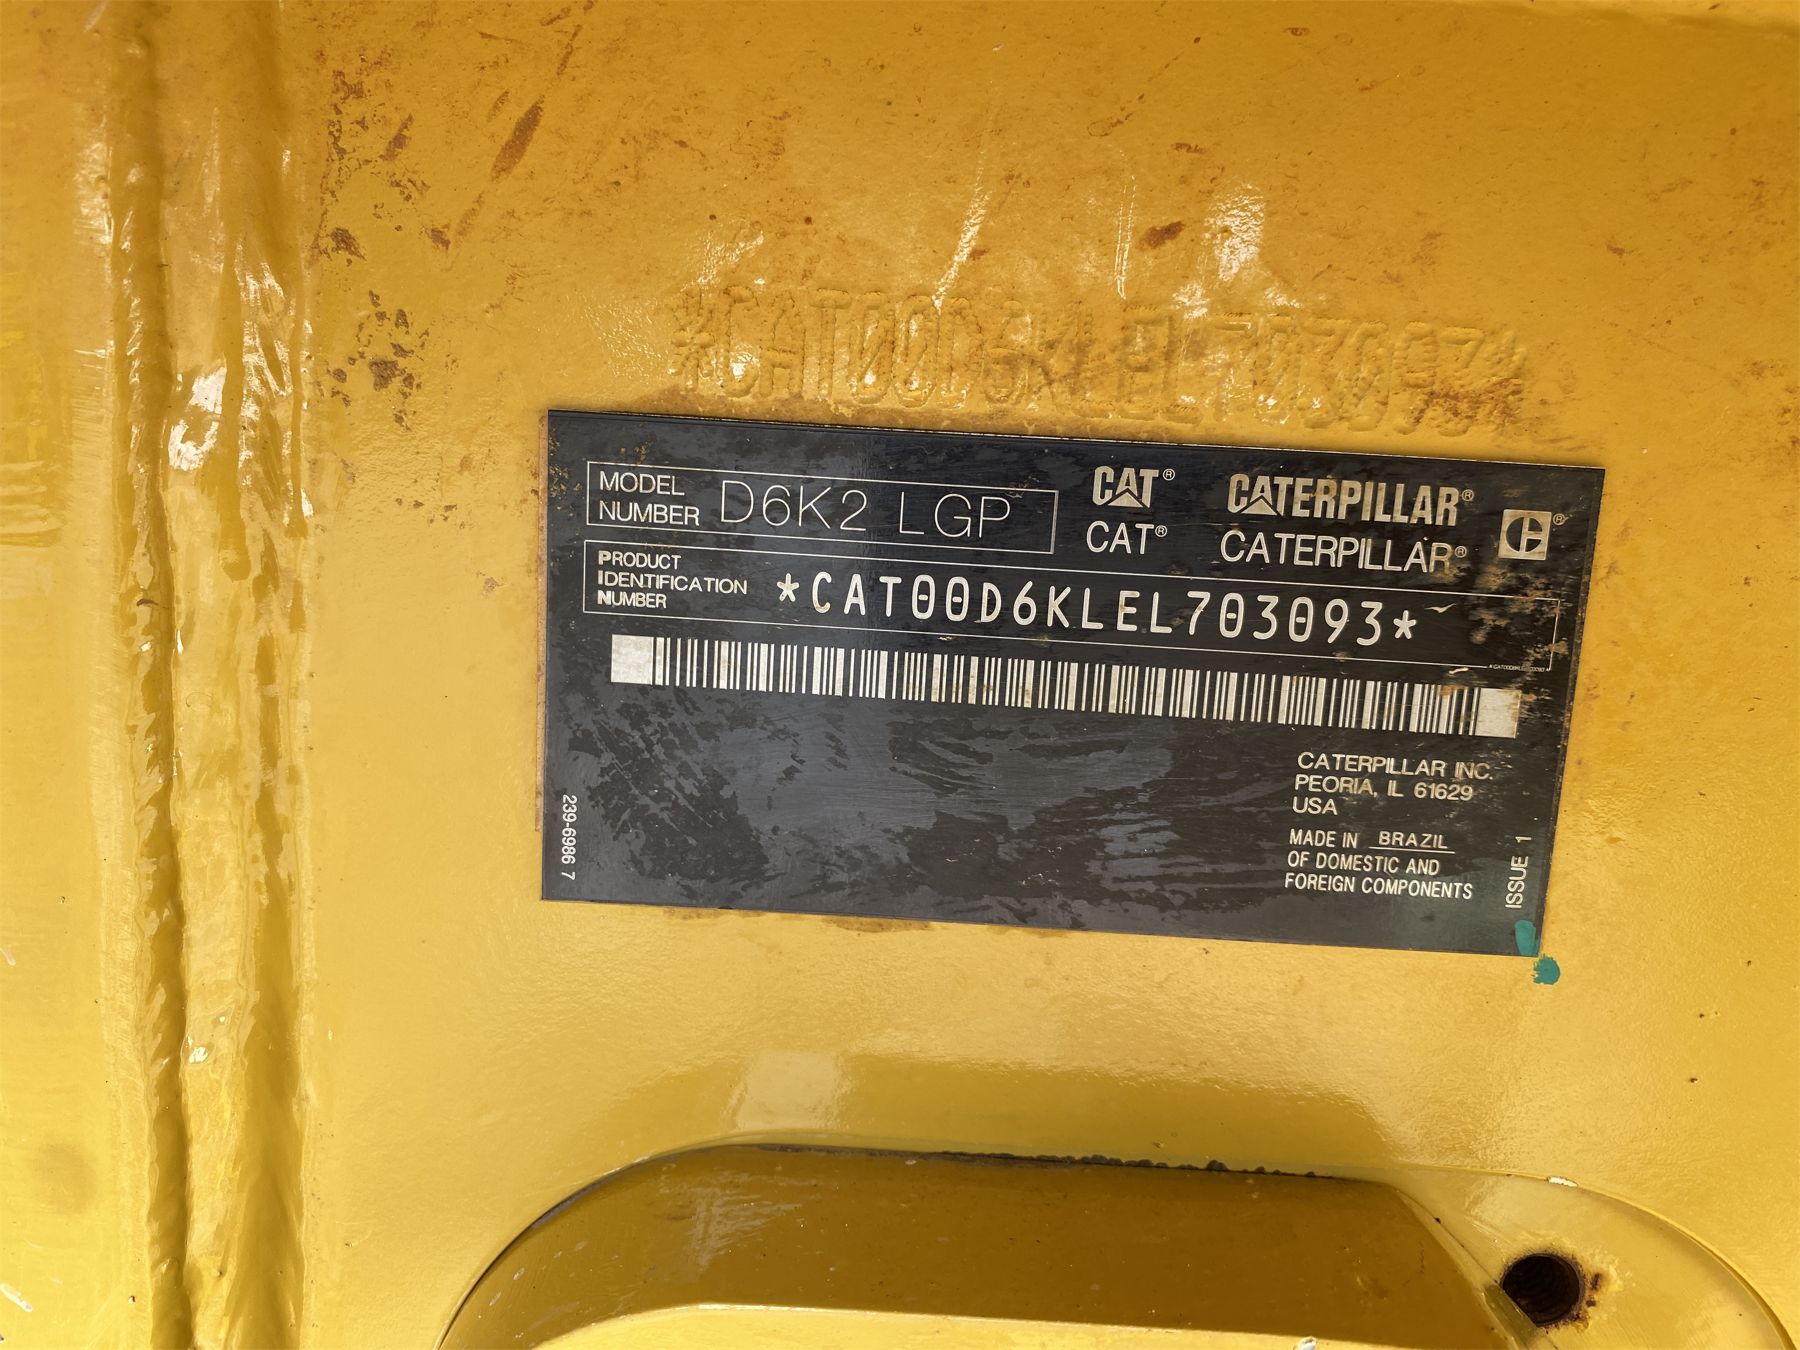 *CAT00D6KLEL703093*
MODEL NUMBER D6K2 LGP
CAT® CATERPILLAR®
CAT® CATERPILLAR®
PRODUCT IDENTIFICATION NUMBER *CAT00D6KLEL703093*
*CAT00D6KLEL703093*
CATERPILLAR INC.
PEORIA, IL 61629
USA
MADE IN BRAZIL
OF DOMESTIC AND
FOREIGN COMPONENTS
239-6986 7
ISSUE 1